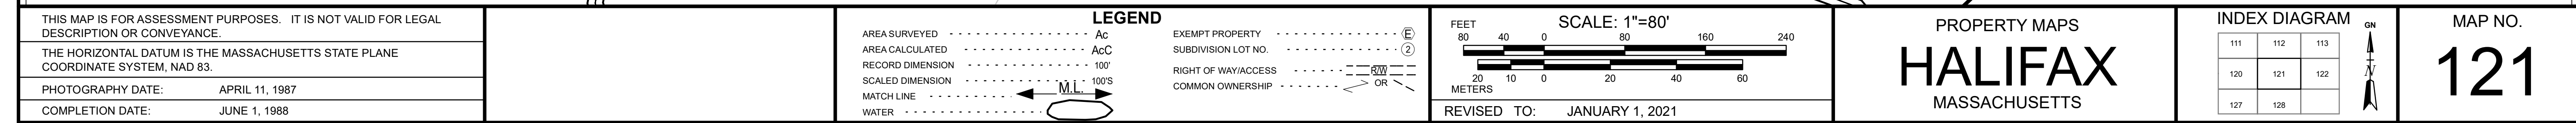 THIS MAP IS FOR ASSESSMENT PURPOSES. IT IS NOT VALID FOR LEGAL
DESCRIPTION OR CONVEYANCE.
THE HORIZONTAL DATUM IS THE MASSACHUSETTS STATE PLANE
COORDINATE SYSTEM, NAD 83.
PHOTOGRAPHY DATE: APRIL 11, 1987
COMPLETION DATE: JUNE 1, 1988
LEGEND
AREA SURVEYED - - - - - - - - - - - - - - - - - - Ac
AREA CALCULATED - - - - - - - - - - - - - - - - - - AcC
RECORD DIMENSION - - - - - - - - - - - - - - - - - 100'
SCALED DIMENSION - - - - - - - - - - - - - - - - - 100'S
MATCH LINE - - - - - - - - - - - M.L.
WATER - - - - - - - - - - - - - - - - - - -
EXEMPT PROPERTY - - - - - - - - - - - - - - - - - - E
SUBDIVISION LOT NO. - - - - - - - - - - - - - - - - - 2
RIGHT OF WAY/ACCESS - - - - - - - R/W
COMMON OWNERSHIP - - - - - - - - OR
SCALE: 1"=80'
FEET
80 40 0 80 160 240
20 10 0 20 40 60
METERS
REVISED TO: JANUARY 1, 2021
PROPERTY MAPS
HALIFAX
MASSACHUSETTS
INDEX DIAGRAM
GN
N
111 112 113
120 121 122
127 128
MAP NO.
121